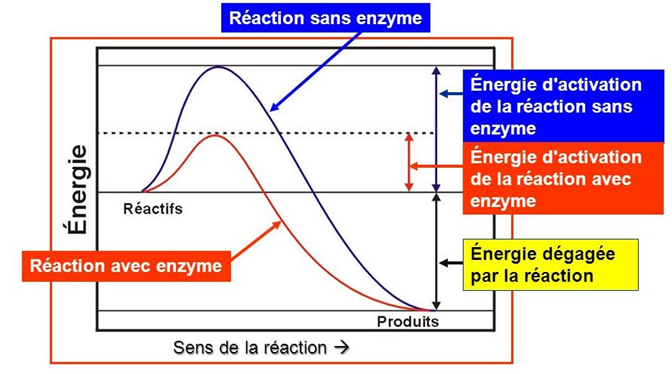 Réaction sans enzyme
Énergie d'activation
de la réaction sans
enzyme
Énergie d'activation
de la réaction avec
enzyme
Énergie
Réactifs
Réaction avec enzyme
Énergie dégagée
par la réaction
Produits
Sens de la réaction →